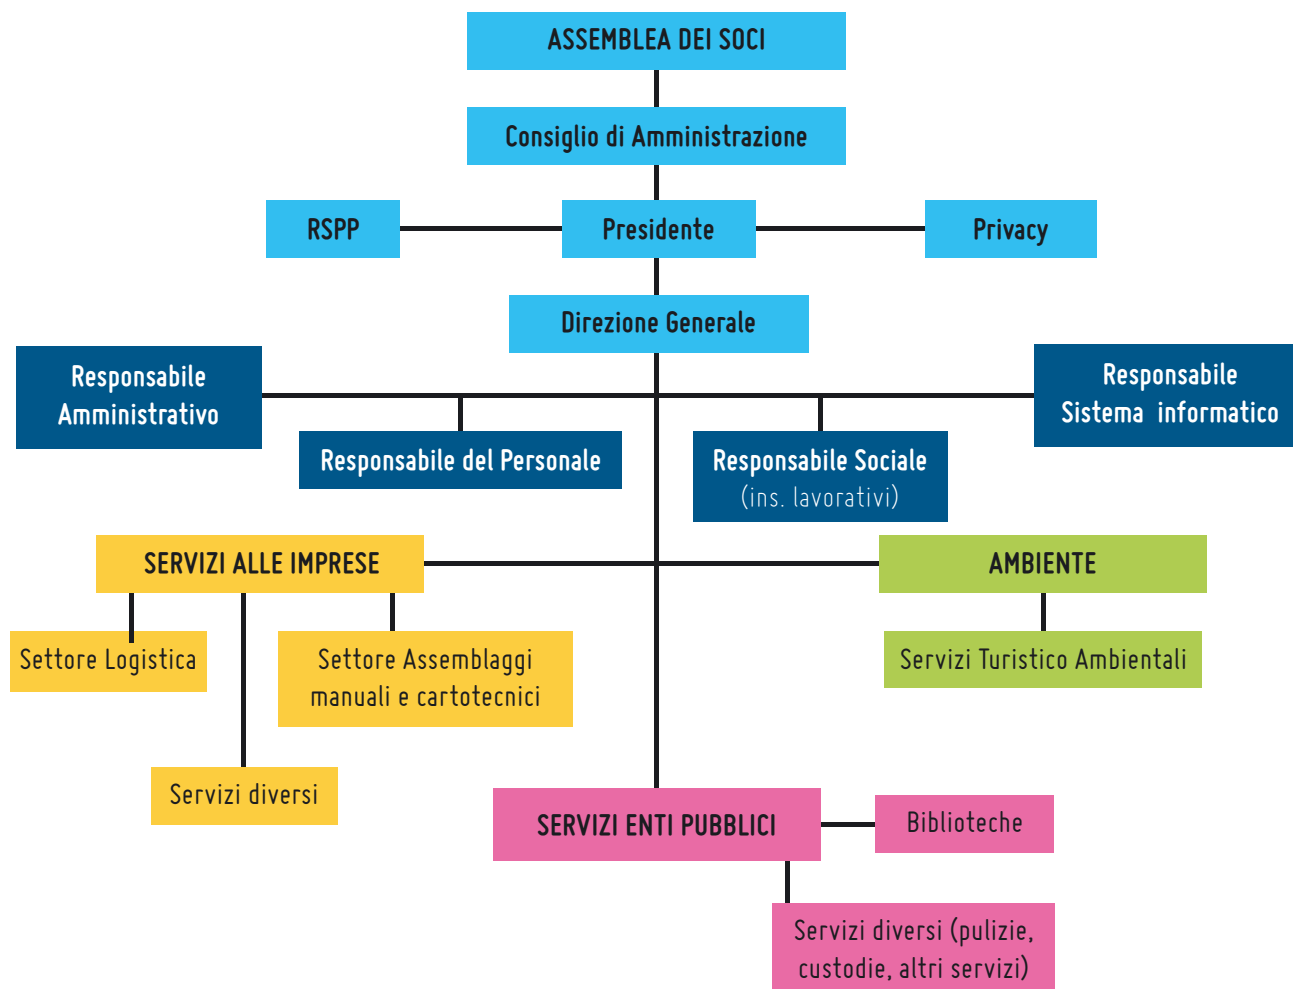 ASSEMBLEA DEI SOCI
Consiglio di Amministrazione
RSPP
Presidente
Privacy
Direzione Generale
Responsabile
Amministrativo
Responsabile
Sistema informatico
Responsabile del Personale
Responsabile Sociale
(ins. lavorativi)
SERVIZI ALLE IMPRESE
AMBIENTE
Settore Logistica
Settore Assemblaggi
manuali e cartotecnici
Servizi Turistico Ambientali
Servizi diversi
SERVIZI ENTI PUBBLICI
Biblioteche
Servizi diversi (pulizie,
custodie, altri servizi)